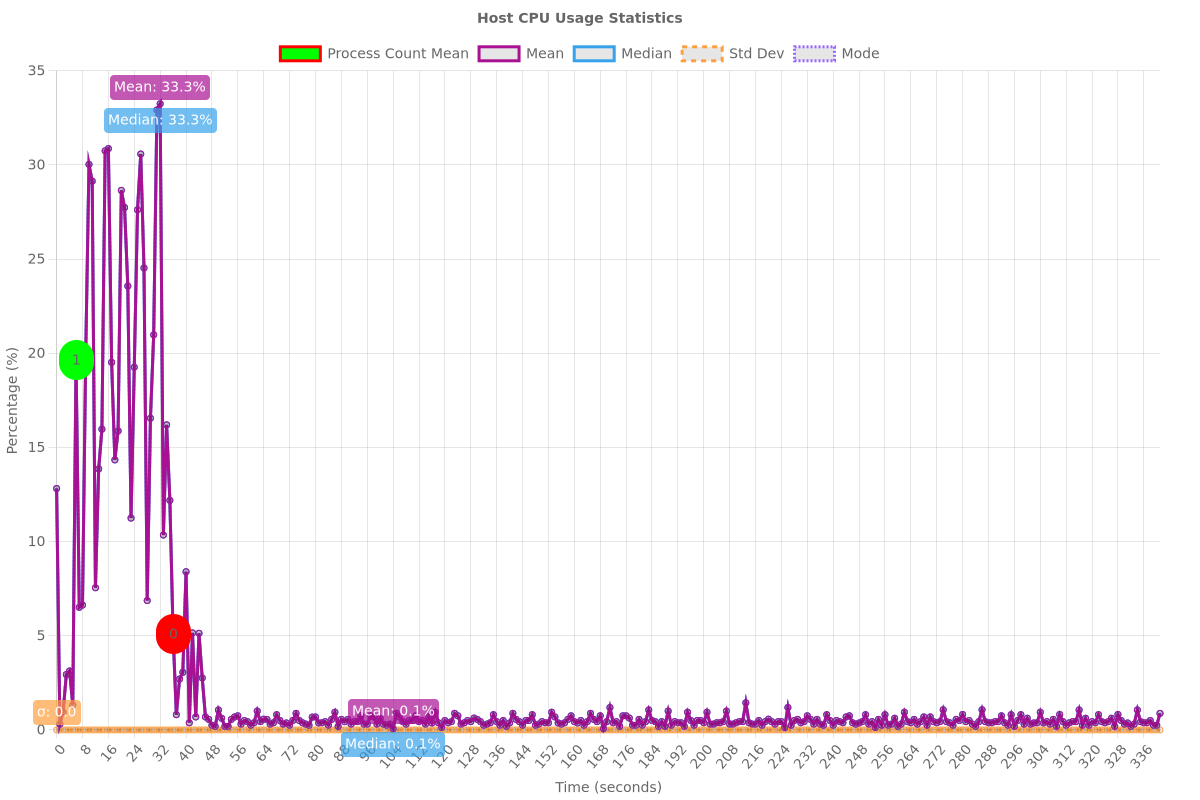 Host CPU Usage Statistics
Process Count Mean Mean Median Std Dev Mode
35
Mean: 33.3%
Median: 33.3%
30
25
20
1
15
10
5
0
Mean: 0.1%
σ: 0.0
0
Median: 0.1%
0 8 16 24 32 40 48 56 64 72 80 88 96 104 112 120 128 136 144 152 160 168 176 184 192 200 208 216 224 232 240 248 256 264 272 280 288 296 304 312 320 328 336
Percentage (%)
Time (seconds)